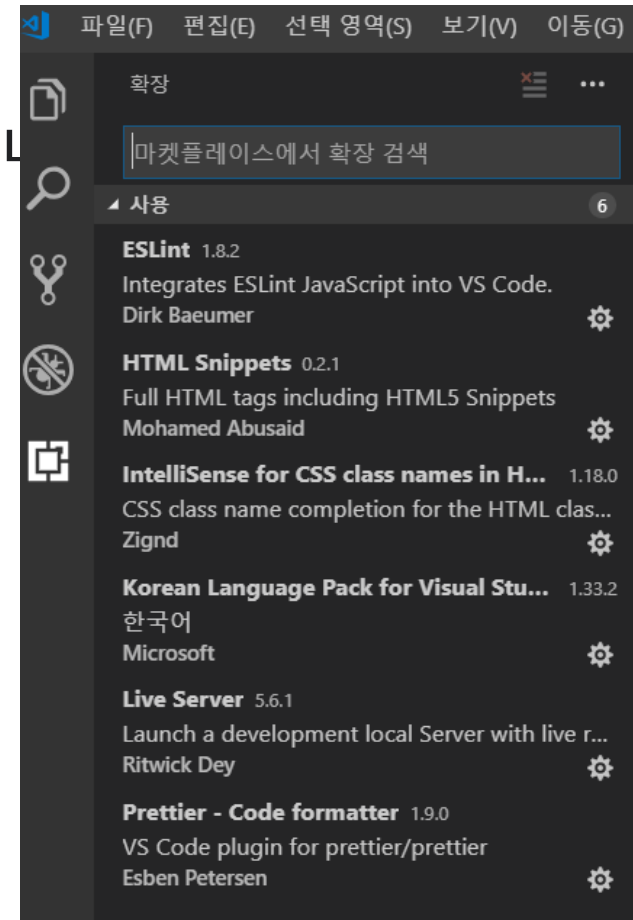 파일(F) 편집(E) 선택 영역(S) 보기(V) 이동(G)
확장
마켓플레이스에서 확장 검색
사용 6
ESLint 1.8.2
Integrates ESLint JavaScript into VS Code.
Dirk Baeumer
HTML Snippets 0.2.1
Full HTML tags including HTML5 Snippets
Mohamed Abusaid
IntelliSense for CSS class names in H... 1.18.0
CSS class name completion for the HTML clas...
Zignd
Korean Language Pack for Visual Stu... 1.33.2
한국어
Microsoft
Live Server 5.6.1
Launch a development local Server with live r...
Ritwick Dey
Prettier - Code formatter 1.9.0
VS Code plugin for prettier/prettier
Esben Petersen